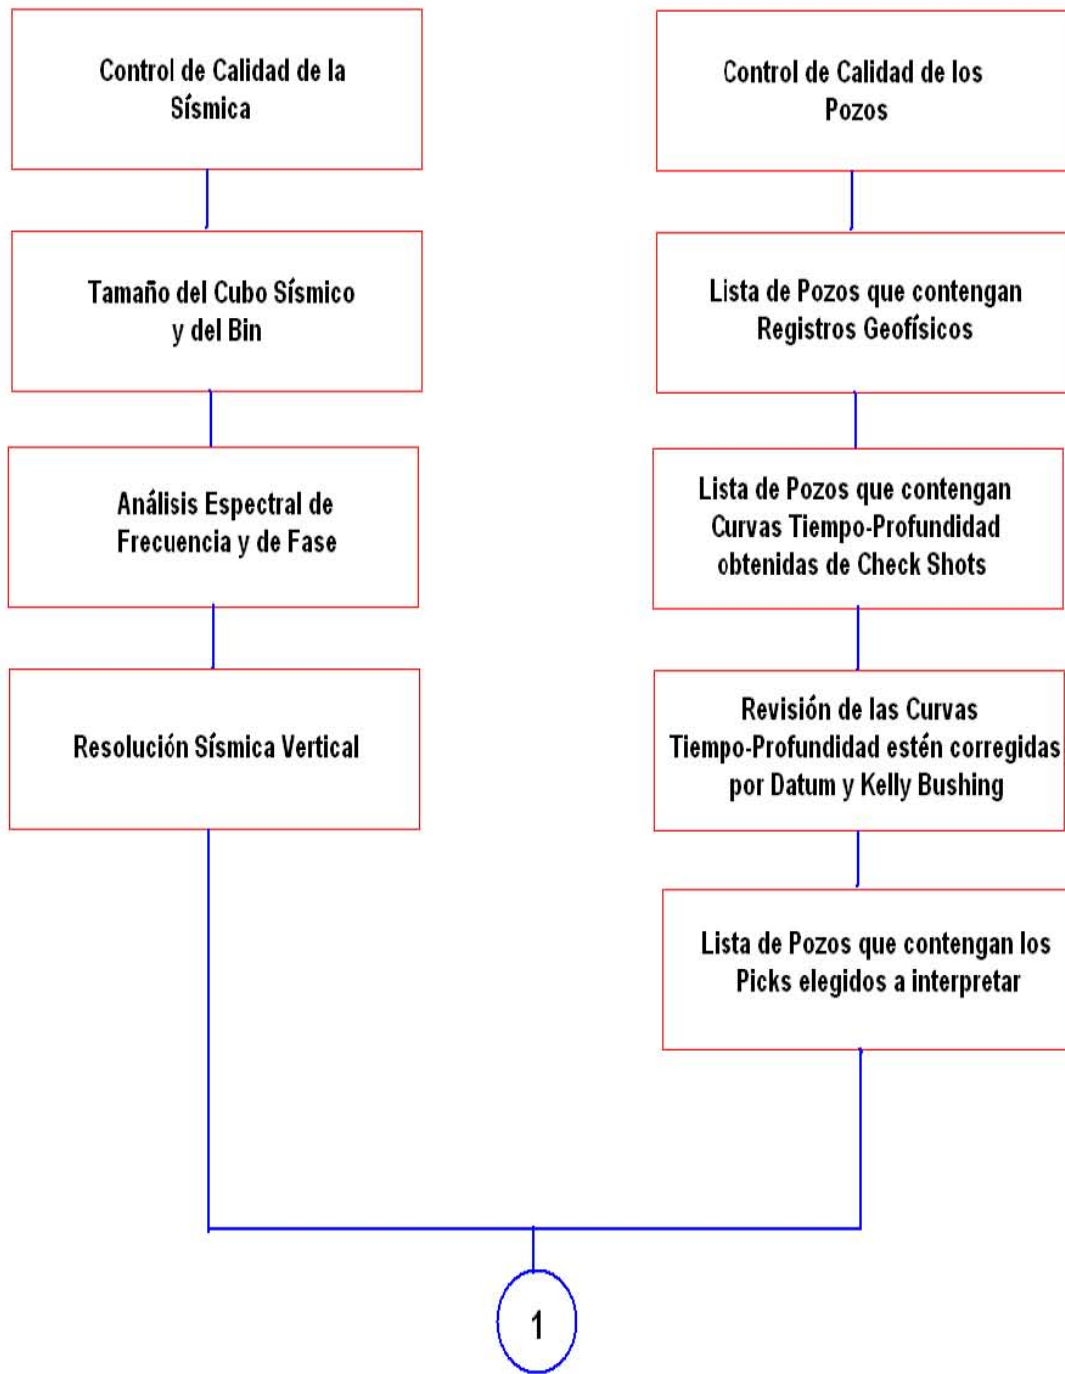 Control de Calidad de la
Sísmica
Tamaño del Cubo Sísmico
y del Bin
Análisis Espectral de
Frecuencia y de Fase
Resolución Sísmica Vertical
Control de Calidad de los
Pozos
Lista de Pozos que contengan
Registros Geofísicos
Lista de Pozos que contengan
Curvas Tiempo-Profundidad
obtenidas de Check Shots
Revisión de las Curvas
Tiempo-Profundidad estén corregidas
por Datum y Kelly Bushing
Lista de Pozos que contengan los
Picks elegidos a interpretar
1